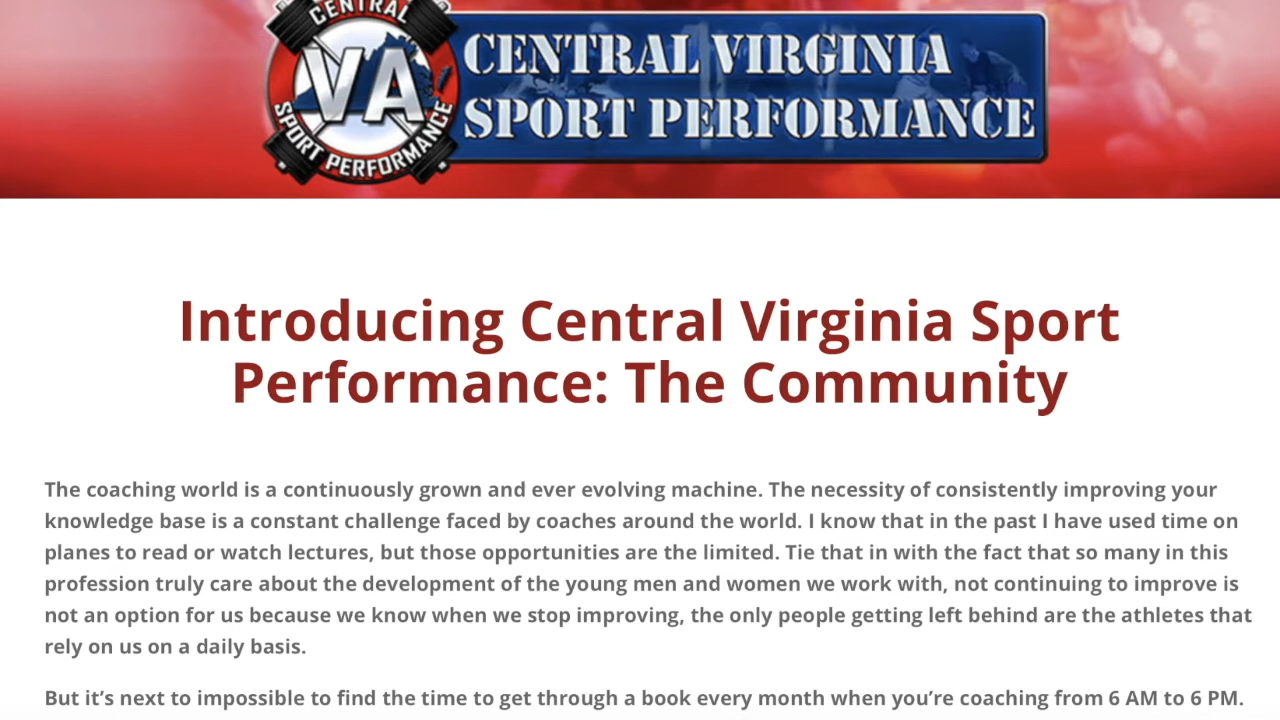 CENTRAL
VA
SPORT PERFORMANCE
CENTRAL VIRGINIA
SPORT PERFORMANCE
Introducing Central Virginia Sport
Performance: The Community
The coaching world is a continuously grown and ever evolving machine. The necessity of consistently improving your
knowledge base is a constant challenge faced by coaches around the world. I know that in the past I have used time on
planes to read or watch lectures, but those opportunities are the limited. Tie that in with the fact that so many in this
profession truly care about the development of the young men and women we work with, not continuing to improve is
not an option for us because we know when we stop improving, the only people getting left behind are the athletes that
rely on us on a daily basis.
But it’s next to impossible to find the time to get through a book every month when you’re coaching from 6 AM to 6 PM.